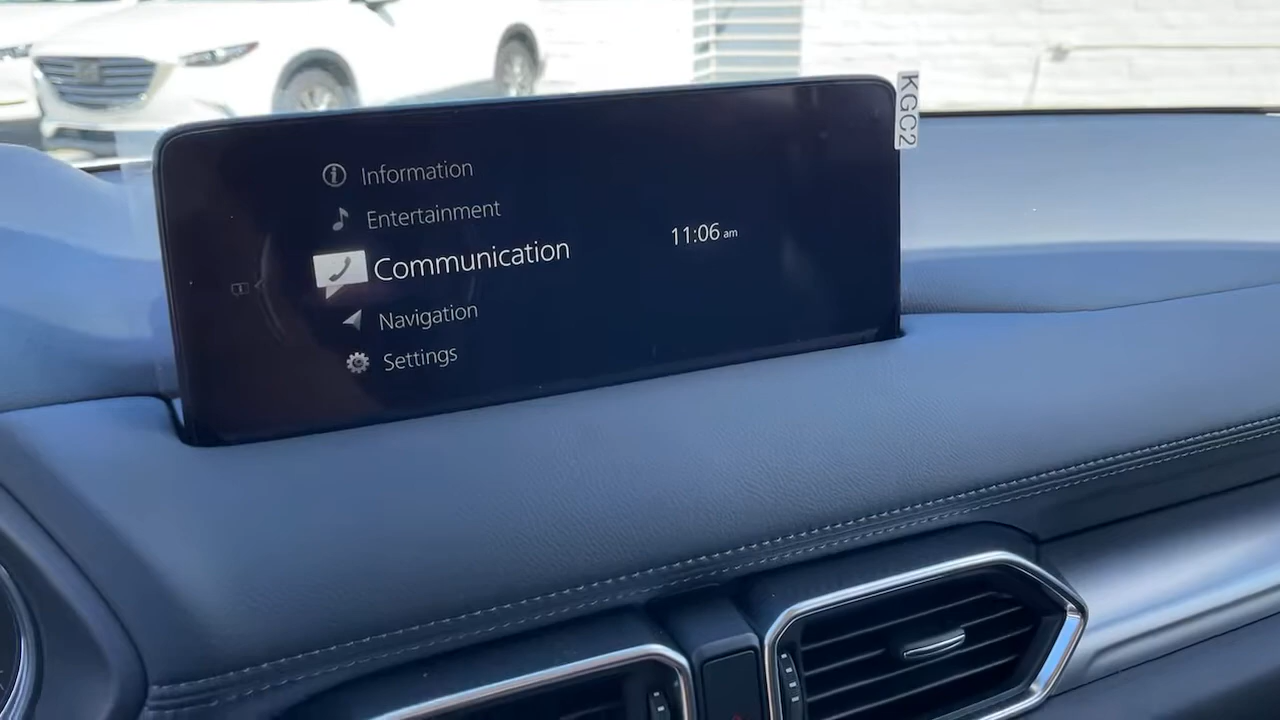 Information
Entertainment
Communication
11:06 am
Navigation
Settings
KGC2